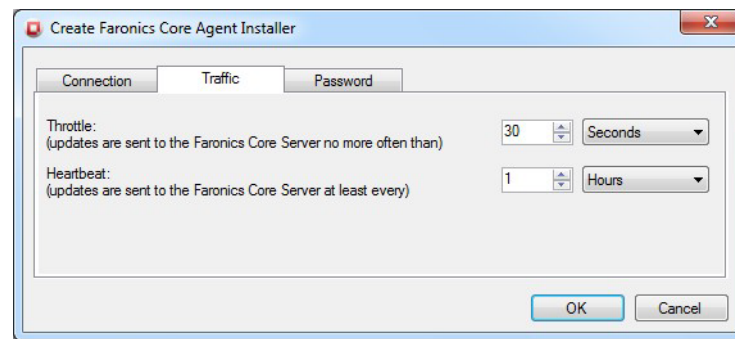 Create Faronics Core Agent Installer
Connection Traffic Password
Throttle:
(updates are sent to the Faronics Core Server no more often than) 30 Seconds
Heartbeat:
(updates are sent to the Faronics Core Server at least every) 1 Hours
OK Cancel